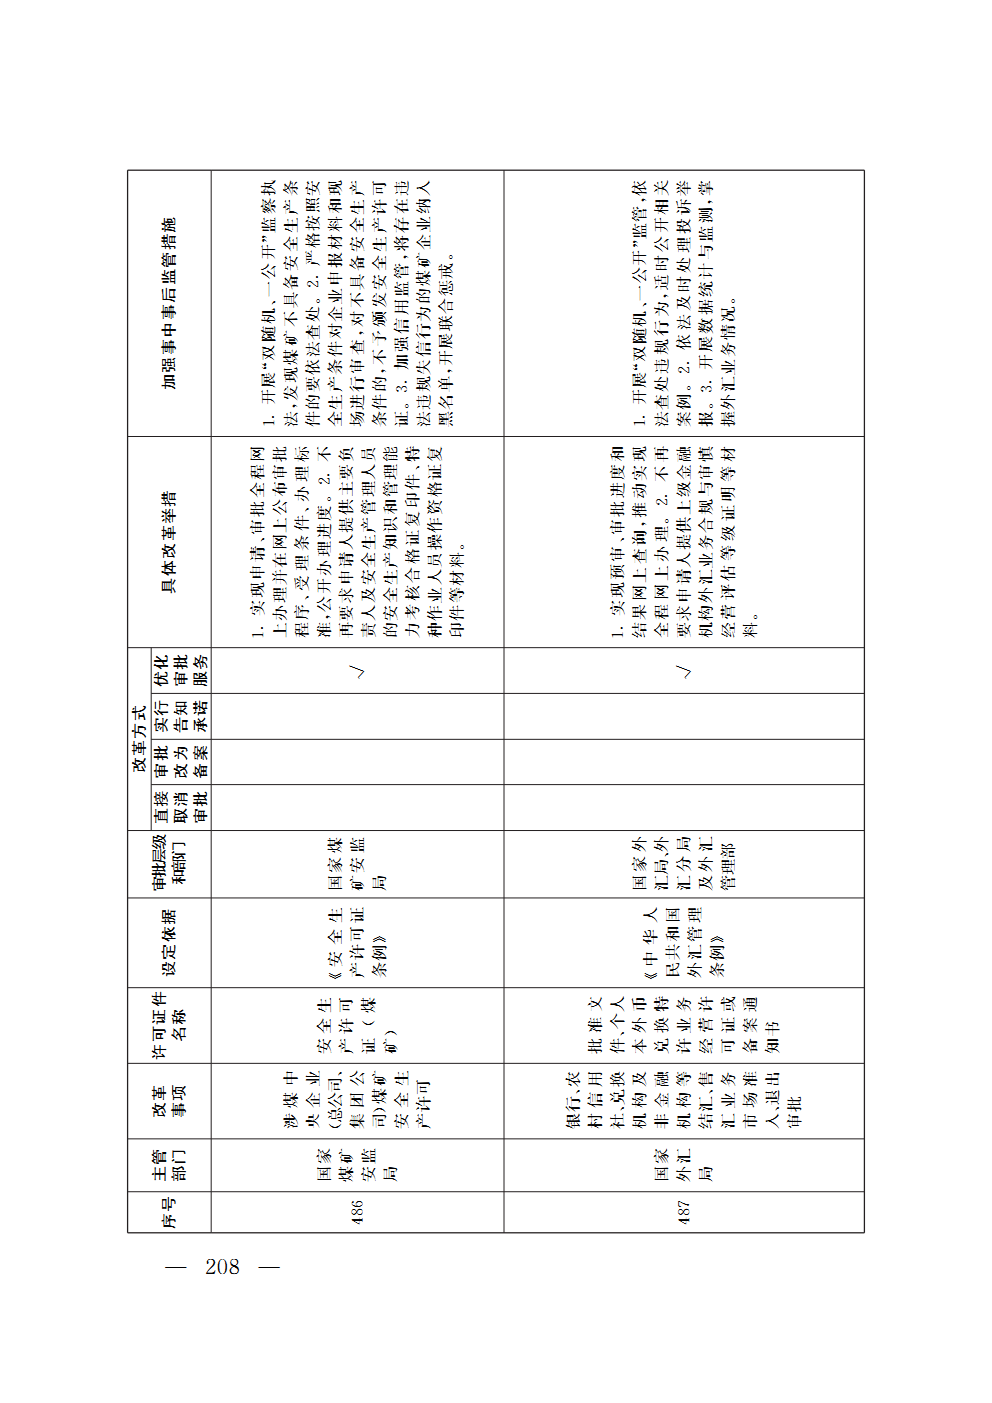 序号
主管
部门
改革
事项
许可证件
名称
设定依据
审批层级
和部门
改革方式
直接
取消
审批
审批
改为
备案
实行
告知
承诺
优化
审批
服务
具体改革举措
加强事中事后监管措施
486
国家
煤矿
安监
局
涉煤中
央企业
(总公司、
集团公
司)煤矿
安全生
产许可
安全生
产许可
证（煤
矿）
《安全生
产许可证
条例》
国家煤
矿安监
局
√
1. 实现申请、审批全程网
上办理并在网上公布审批
程序、受理条件、办理标
准,公开办理进度。2. 不
再要求申请人提供主要负
责人及安全生产管理人员
的安全生产知识和管理能
力考核合格证复印件、特
种作业人员操作资格证复
印件等材料。
1. 开展“双随机、一公开”监察执
法,发现煤矿不具备安全生产条
件的要依法查处。2. 严格按照安
全生产条件对企业申报材料和现
场进行审查,对不具备安全生产
条件的,不予颁发安全生产许可
证。3. 加强信用监管,将存在违
法违规失信行为的煤矿企业纳入
黑名单,开展联合惩戒。
487
国家
外汇
局
银行、农
村信用
社、兑换
机构及
非金融
机构等
结汇、售
汇业务
市场准
入、退出
审批
批准文
件、个人
本外币
兑换特
许业务
经营许
可证或
备案通
知书
《中华人
民共和国
外汇管理
条例》
国家外
汇局、外
汇分局
及外汇
管理部
√
1. 实现预审、审批进度和
结果网上查询,推动实现
全程网上办理。2. 不再
要求申请人提供上级金融
机构外汇业务合规与审慎
经营评估等级证明等材
料。
1. 开展“双随机、一公开”监管,依
法查处违规行为,适时公开相关
案例。2. 依法及时处理投诉举
报。3. 开展数据统计与监测,掌
握外汇业务情况。
— 208 —